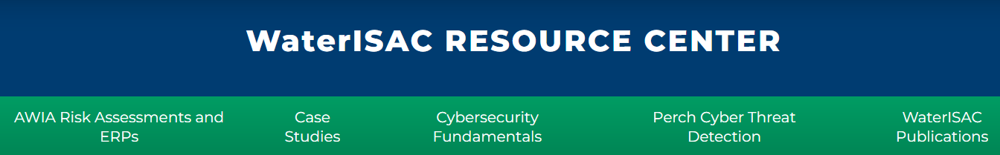 WaterISAC RESOURCE CENTER
AWIA Risk Assessments and
ERPs
Case
Studies
Cybersecurity
Fundamentals
Perch Cyber Threat
Detection
WaterISAC
Publications